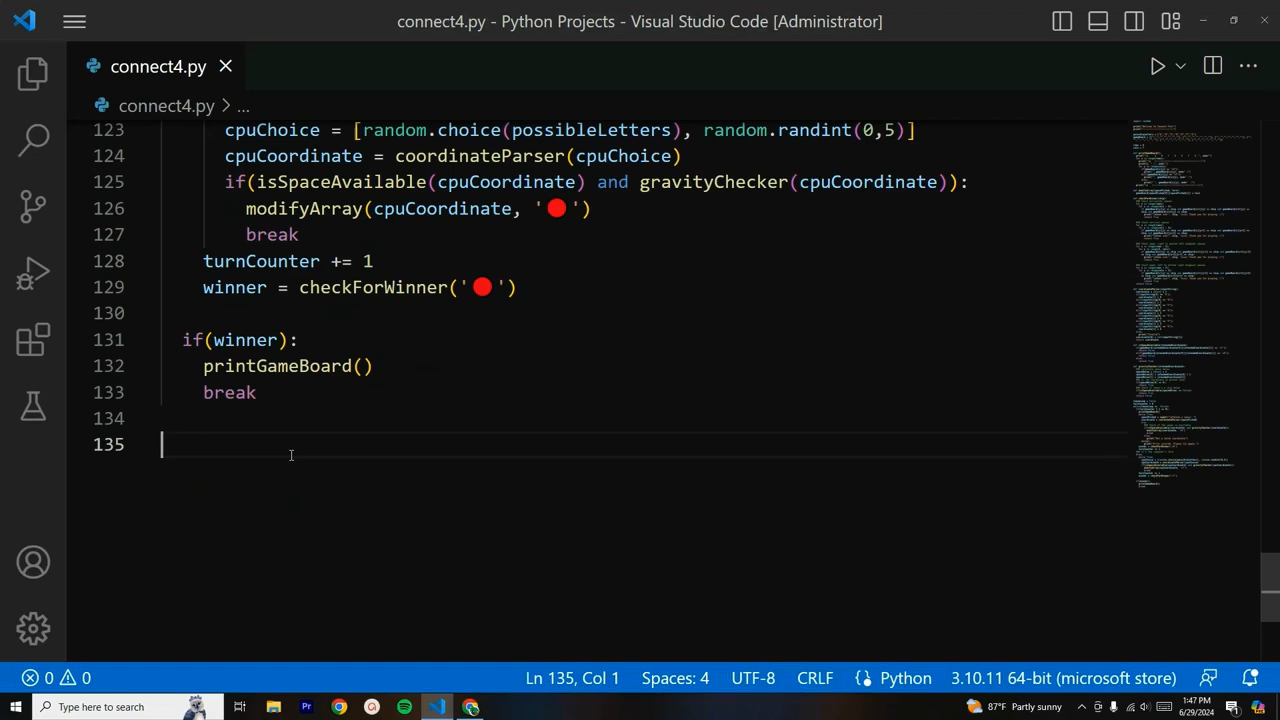 connect4.py - Python Projects - Visual Studio Code [Administrator]
connect4.py
connect4.py > ...
123 cpuChoice = [random.choice(possibleLetters), random.randint(0,5)]
124 cpuCoordinate = coordinateParser(cpuChoice)
125 if(isSpaceAvailable(cpuCoordinate) and gravityChecker(cpuCoordinate)):
126 modifyArray(cpuCoordinate, '🔴')
127 break
128 turnCounter += 1
129 winner = checkForWinner('🔴')
130
131 if(winner):
132 printGameBoard()
133 break
134
135
0 0 Ln 135, Col 1 Spaces: 4 UTF-8 CRLF Python 3.10.11 64-bit (microsoft store)
Type here to search Pr 87°F Partly sunny 1:47 PM
6/29/2024